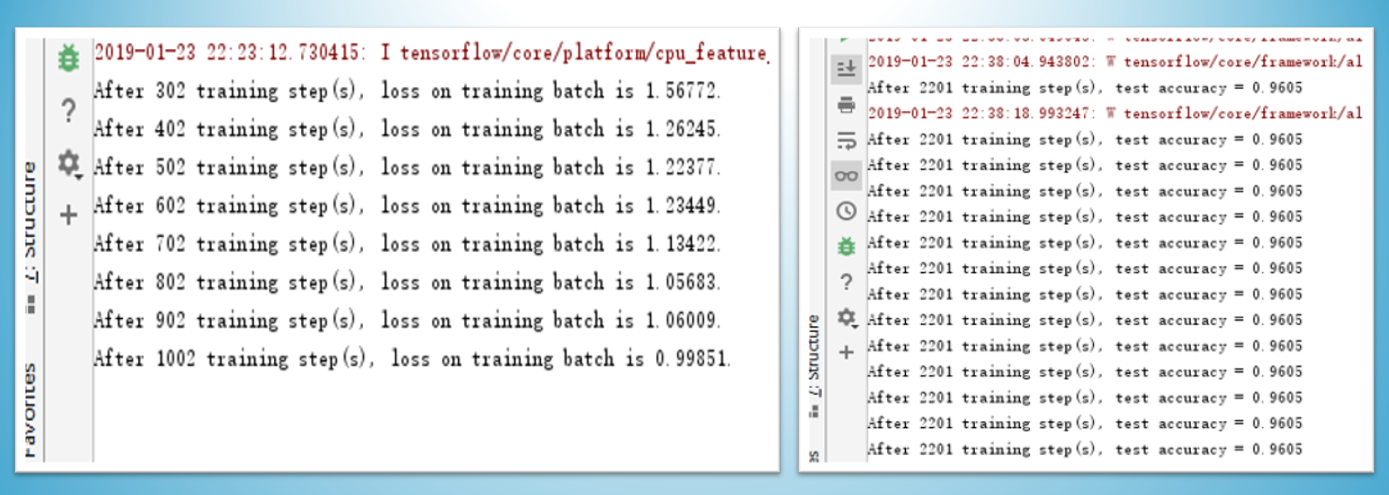 2019-01-23 22:23:12.730415: I tensorflow/core/platform/cpu_feature_
After 302 training step(s), loss on training batch is 1.56772.
After 402 training step(s), loss on training batch is 1.26245.
After 502 training step(s), loss on training batch is 1.22377.
After 602 training step(s), loss on training batch is 1.23449.
After 702 training step(s), loss on training batch is 1.13422.
After 802 training step(s), loss on training batch is 1.05683.
After 902 training step(s), loss on training batch is 1.06009.
After 1002 training step(s), loss on training batch is 0.99851.
7: Structure
Favorites
tensorflow/core/framework/al
2019-01-23 22:38:04.943802: W tensorflow/core/framework/al
After 2201 training step(s), test accuracy = 0.9605
2019-01-23 22:38:18.993247: W tensorflow/core/framework/al
After 2201 training step(s), test accuracy = 0.9605
After 2201 training step(s), test accuracy = 0.9605
After 2201 training step(s), test accuracy = 0.9605
After 2201 training step(s), test accuracy = 0.9605
After 2201 training step(s), test accuracy = 0.9605
After 2201 training step(s), test accuracy = 0.9605
After 2201 training step(s), test accuracy = 0.9605
After 2201 training step(s), test accuracy = 0.9605
After 2201 training step(s), test accuracy = 0.9605
After 2201 training step(s), test accuracy = 0.9605
After 2201 training step(s), test accuracy = 0.9605
After 2201 training step(s), test accuracy = 0.9605
After 2201 training step(s), test accuracy = 0.9605
7: Structure
es